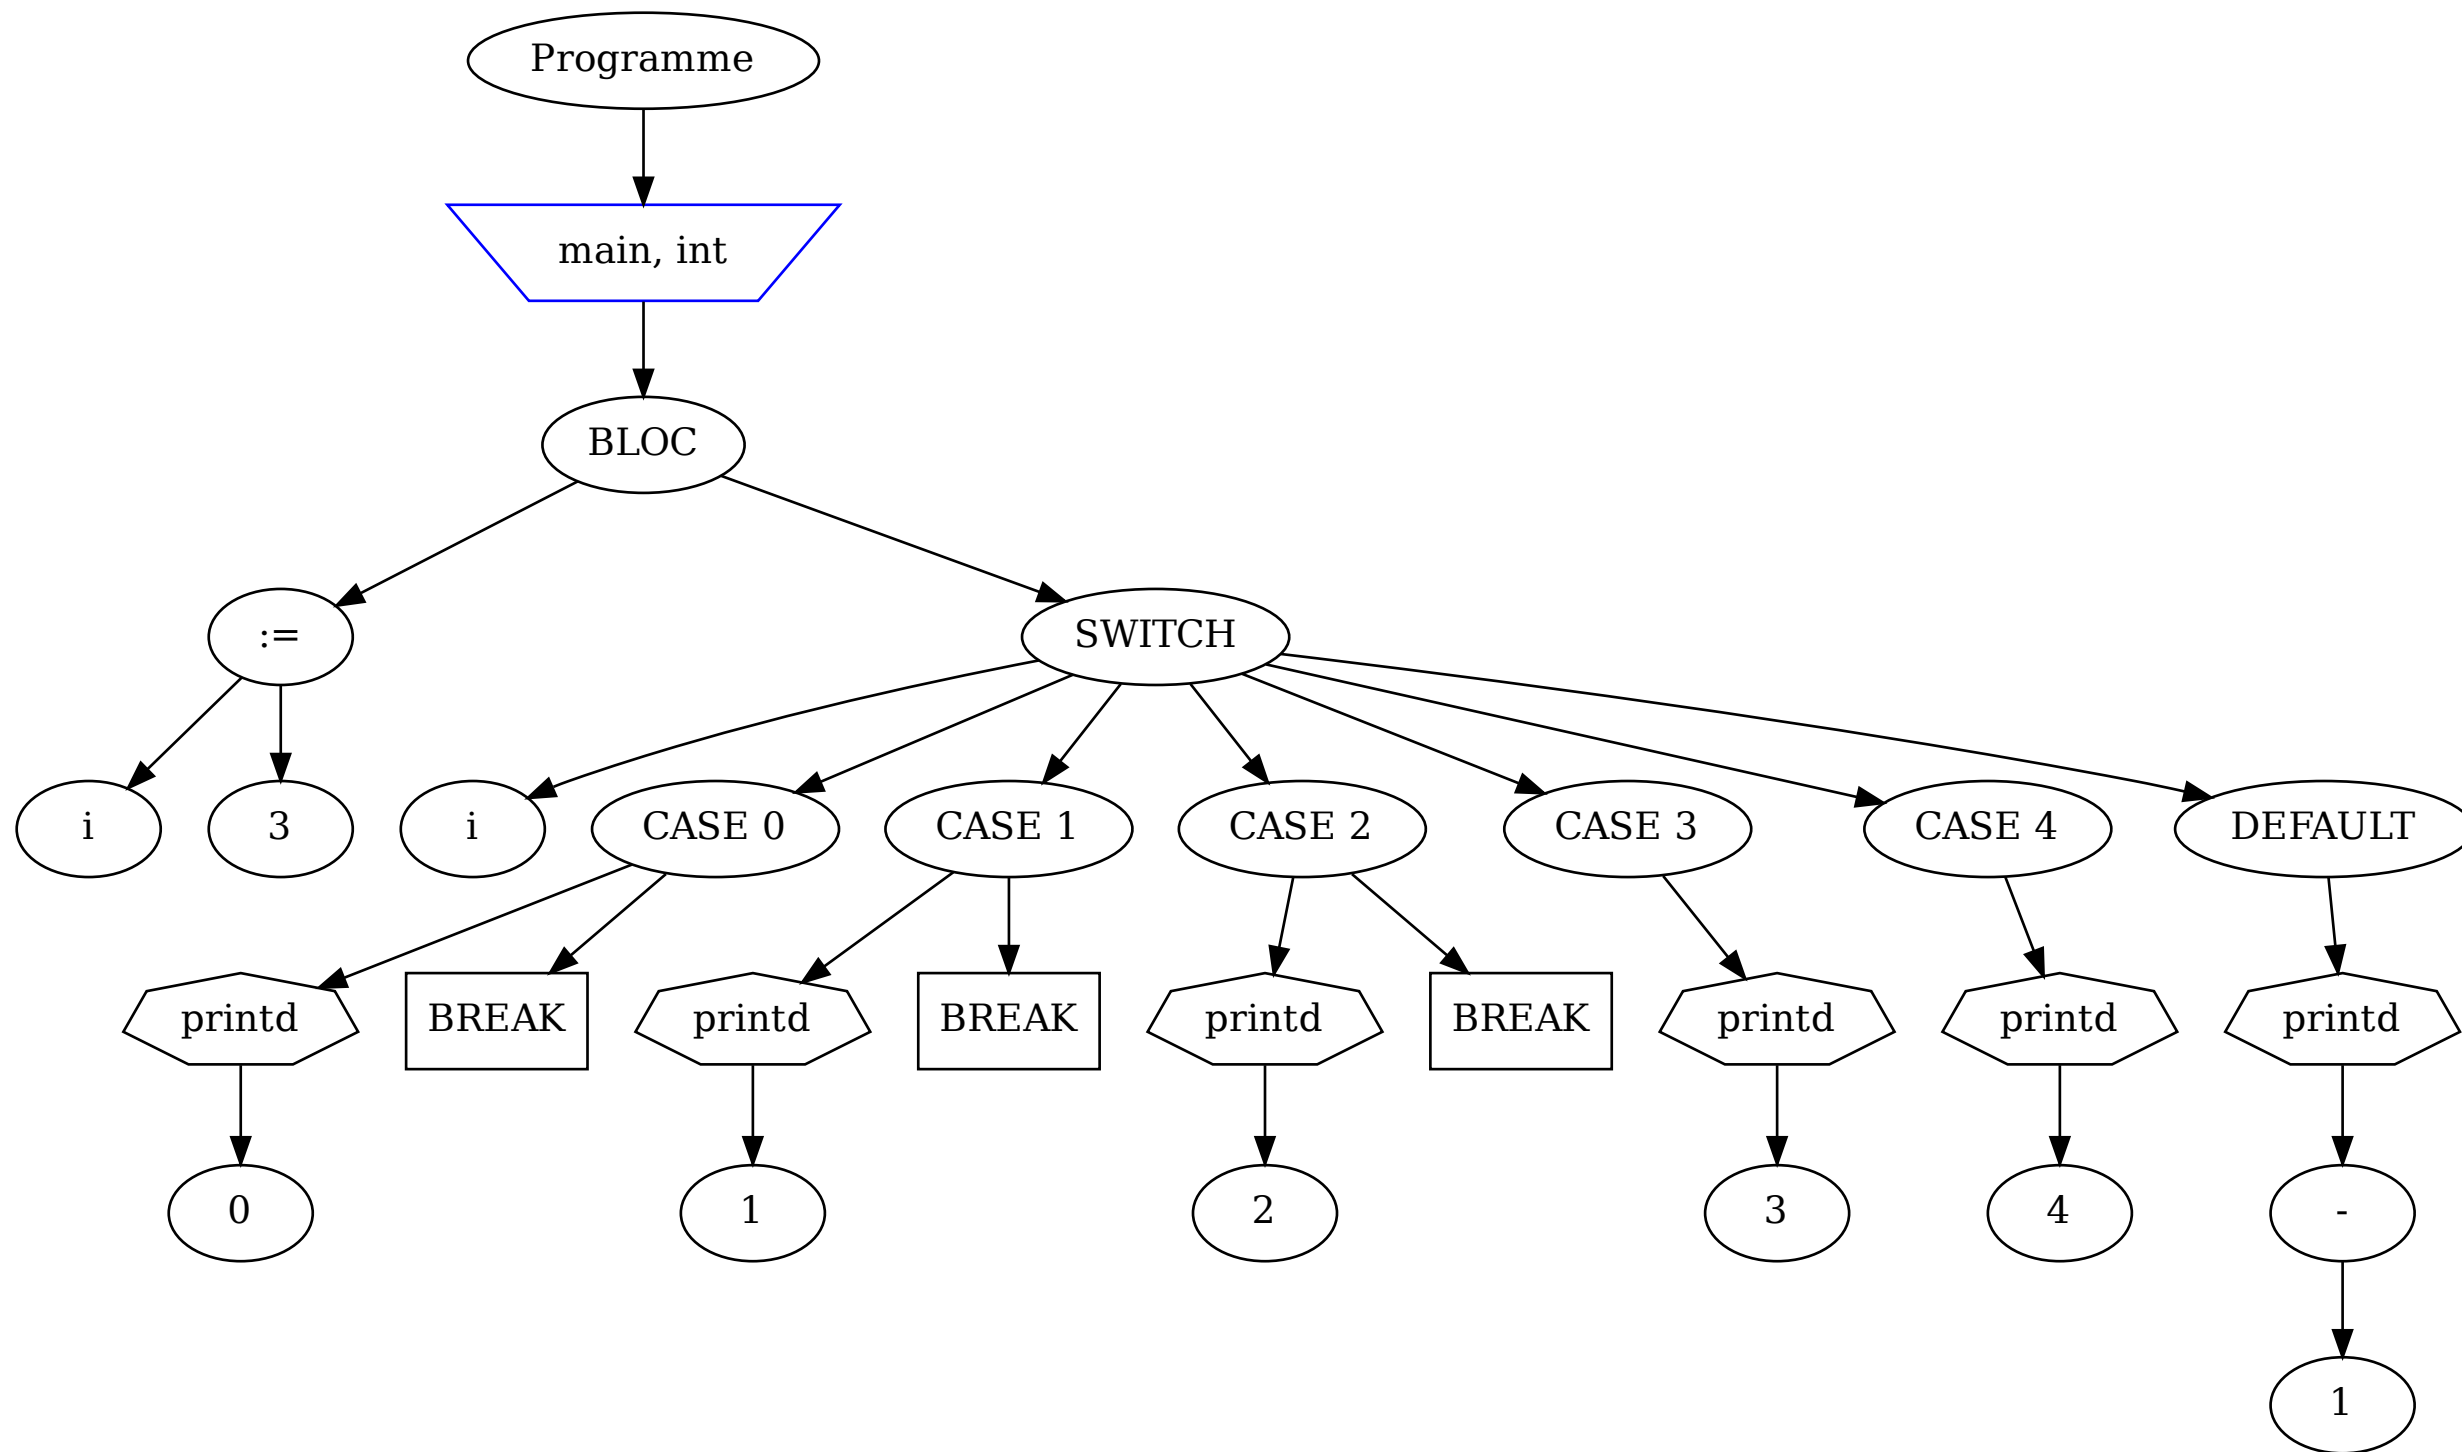 Programme
main, int
BLOC
:=
SWITCH
i
3
i
CASE 0
CASE 1
CASE 2
CASE 3
CASE 4
DEFAULT
printd
BREAK
printd
BREAK
printd
BREAK
printd
printd
printd
0
1
2
3
4
-
1